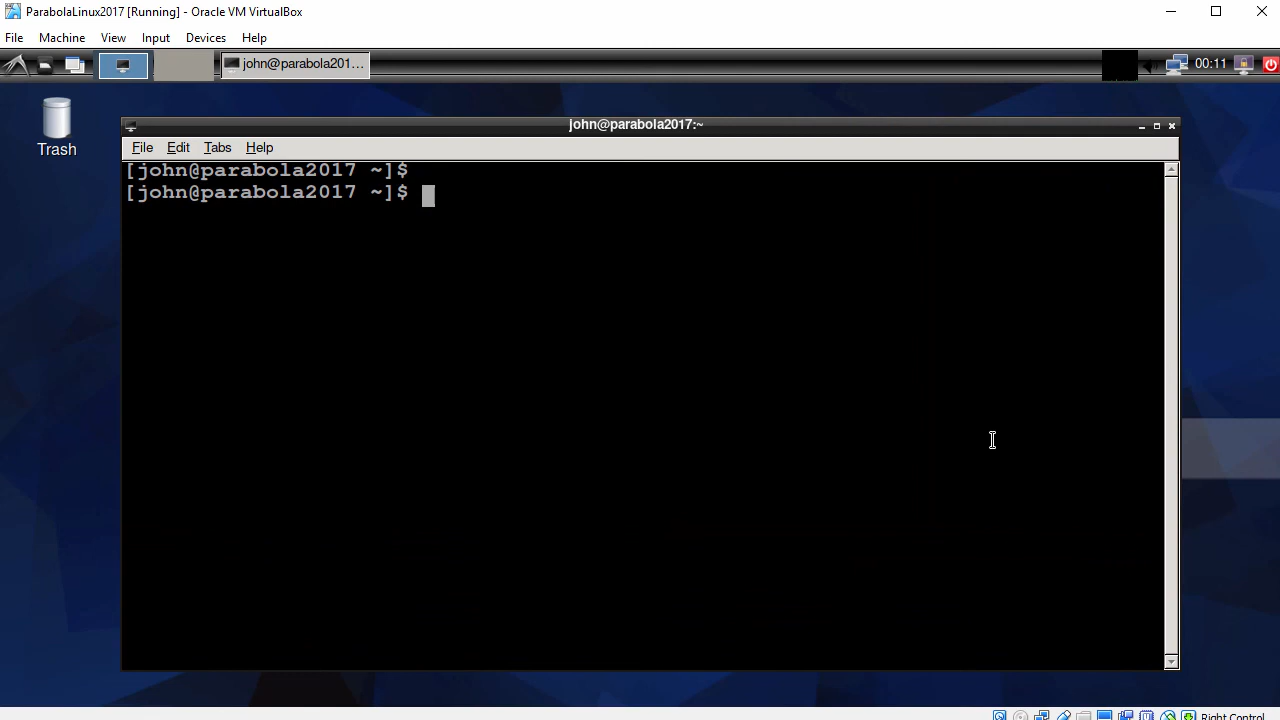 ParabolaLinux2017 [Running] - Oracle VM VirtualBox
File Machine View Input Devices Help
john@parabola201... 00:11
Trash
john@parabola2017:~
File Edit Tabs Help
[john@parabola2017 ~]$
[john@parabola2017 ~]$
Right Control